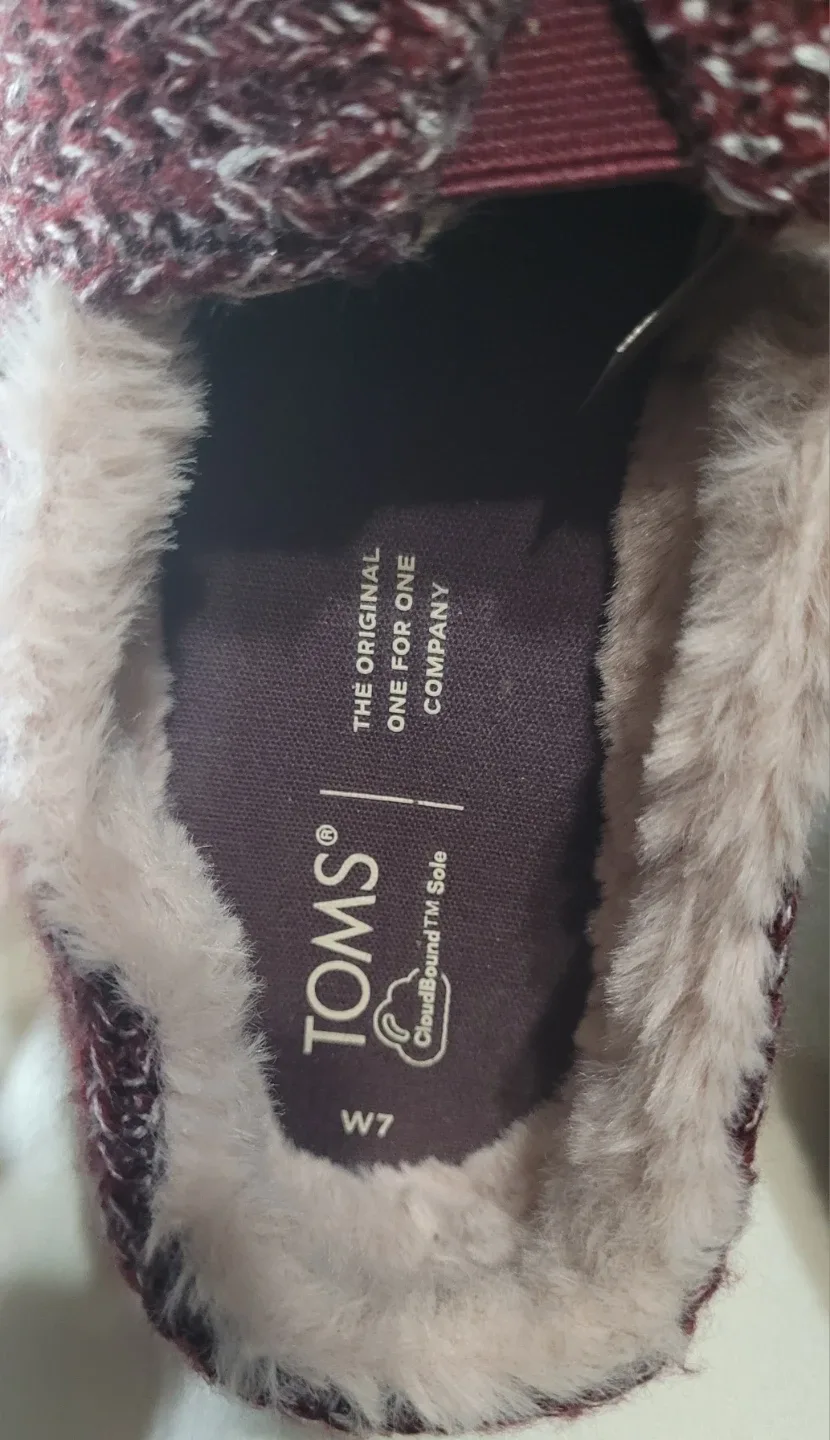 TOMS®
CloudBound™ Sole
THE ORIGINAL
ONE FOR ONE
COMPANY
W7